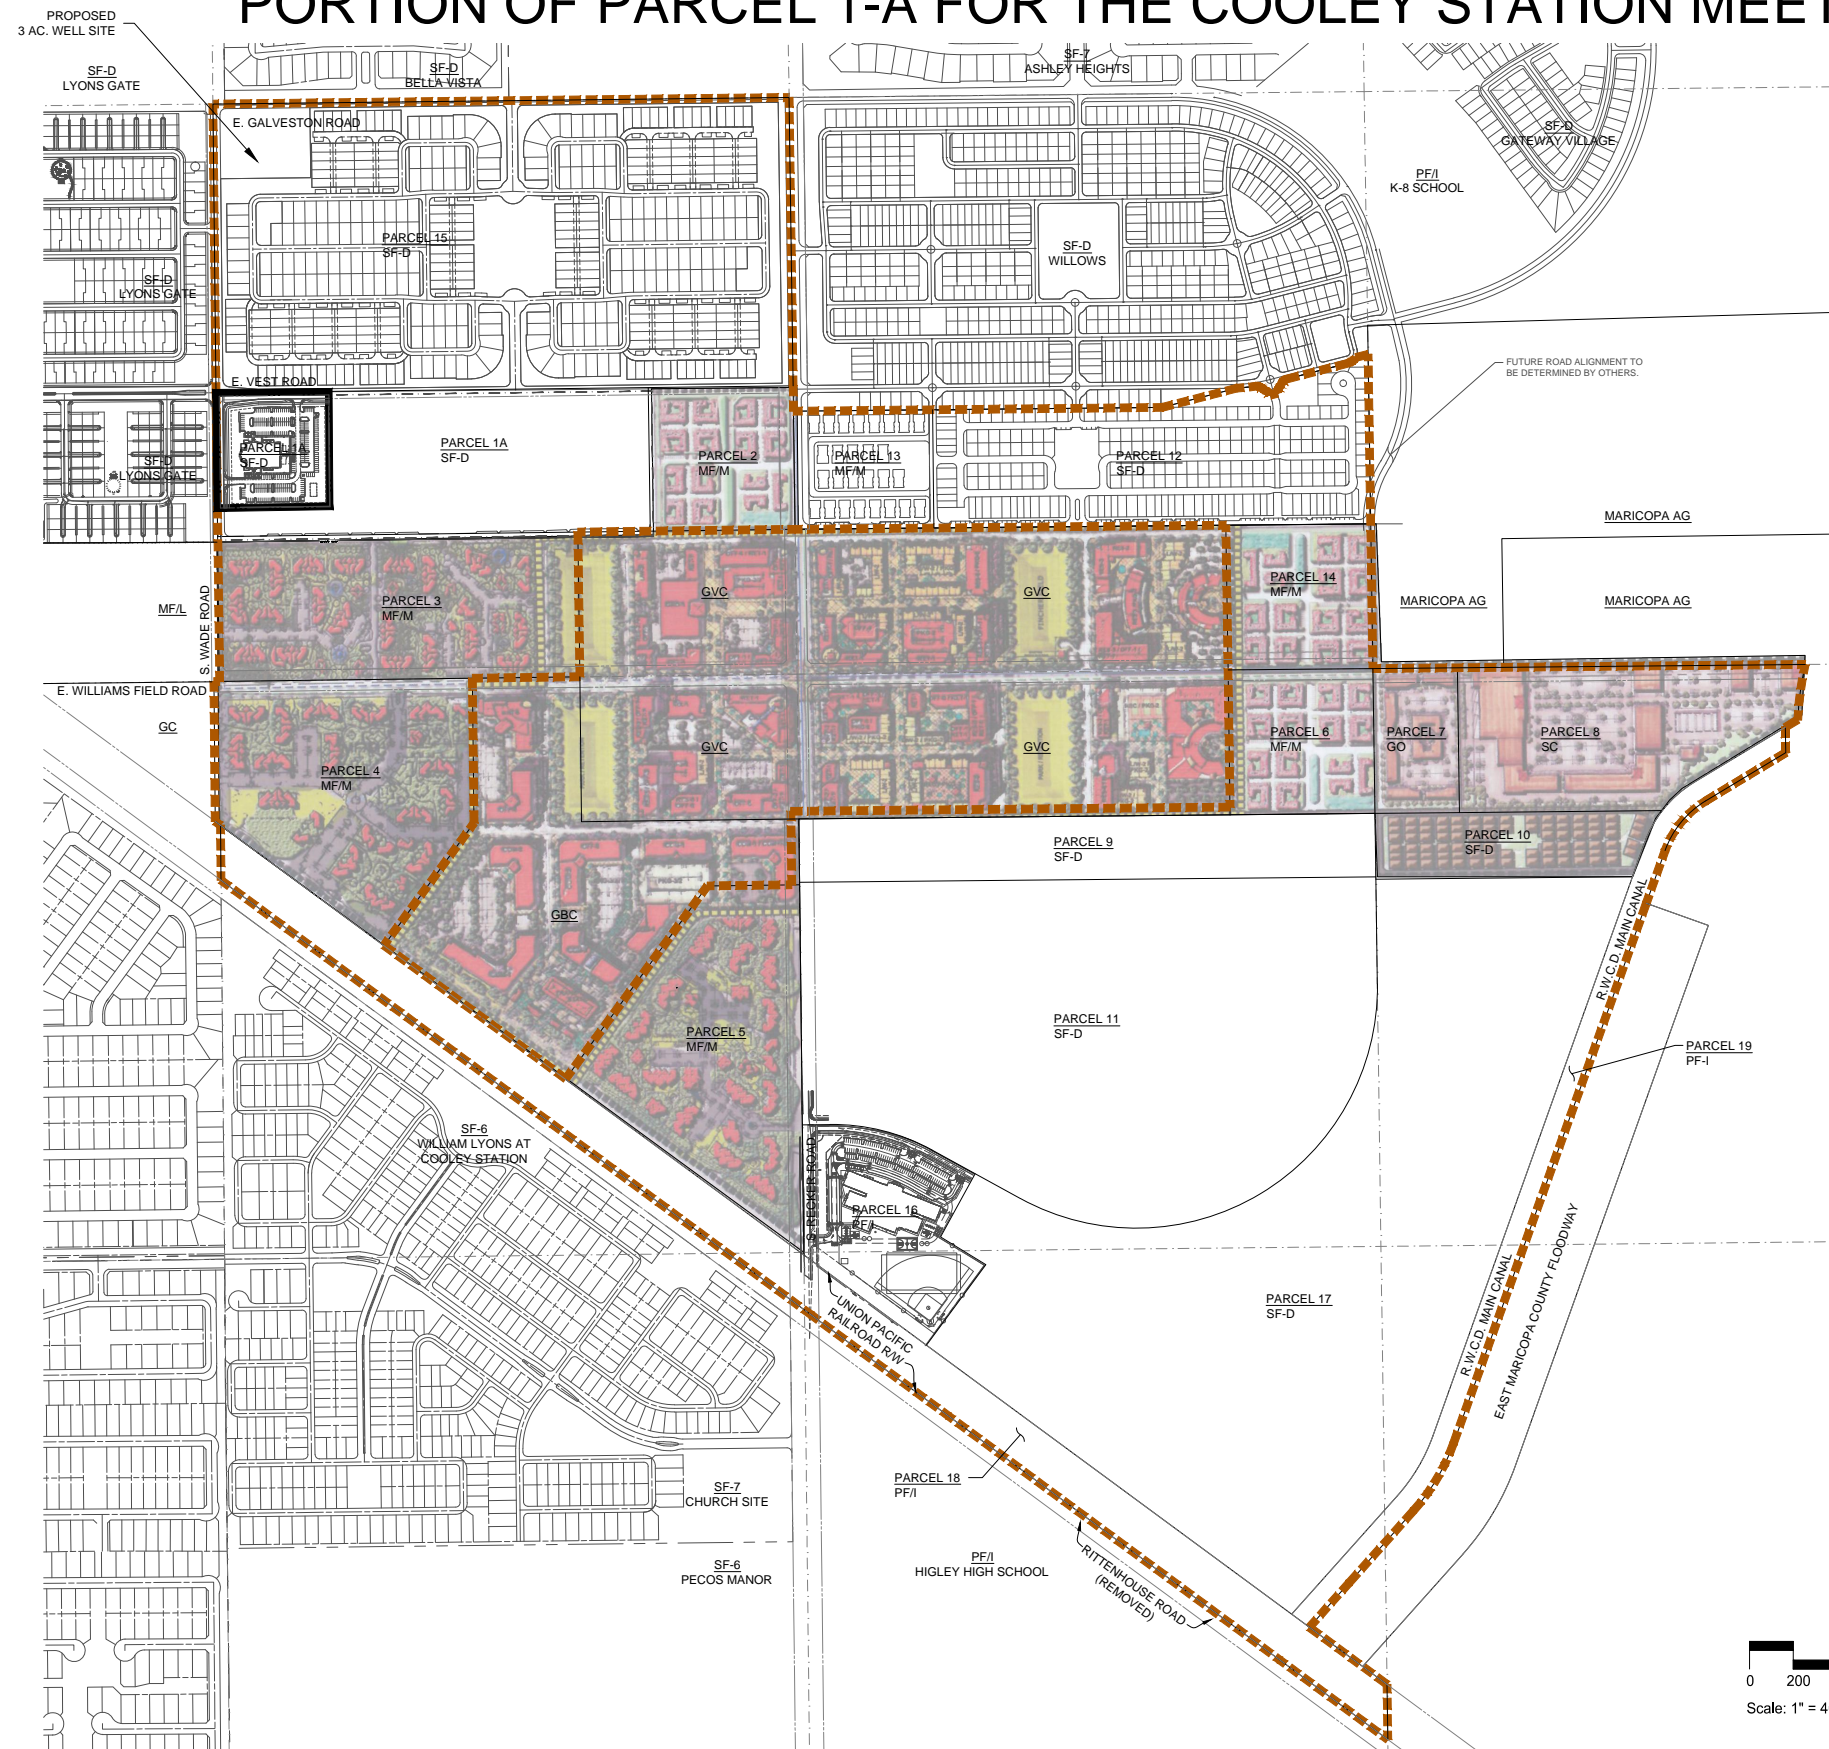 PORTION OF PARCEL 1-A FOR THE COOLEY STATION MEET
PROPOSED
3 AC. WELL SITE
SF-D
LYONS GATE
SF-D
BELLA VISTA
SF-7
ASHLEY HEIGHTS
E. GALVESTON ROAD
SF-D
GATEWAY VILLAGE
PF/I
K-8 SCHOOL
PARCEL 15
SF-D
SF-D
WILLOWS
SF-D
LYONS GATE
FUTURE ROAD ALIGNMENT TO
BE DETERMINED BY OTHERS.
E. VEST ROAD
PARCEL 1A
SF-D
PARCEL 1A
SF-D
SF-D
LYONS GATE
PARCEL 2
MF/M
PARCEL 13
MF/M
PARCEL 12
SF-D
MARICOPA AG
MF/L
S. WADE ROAD
PARCEL 3
MF/M
GVC
GVC
PARCEL 14
MF/M
MARICOPA AG
MARICOPA AG
E. WILLIAMS FIELD ROAD
GC
PARCEL 4
MF/M
GVC
GVC
PARCEL 6
MF/M
PARCEL 7
GO
PARCEL 8
SC
PARCEL 9
SF-D
PARCEL 10
SF-D
GBC
R.W.C.D. MAIN CANAL
PARCEL 5
MF/M
PARCEL 11
SF-D
PARCEL 19
PF-I
SF-6
WILLIAM LYONS AT
COOLEY STATION
S. RECKER ROAD
PARCEL 16
PF/I
UNION PACIFIC
RAILROAD R/W
PARCEL 17
SF-D
R.W.C.D. MAIN CANAL
EAST MARICOPA COUNTY FLOODWAY
PARCEL 18
PF/I
SF-7
CHURCH SITE
SF-6
PECOS MANOR
PF/I
HIGLEY HIGH SCHOOL
RITTENHOUSE ROAD
(REMOVED)
0 200
Scale: 1" = 4